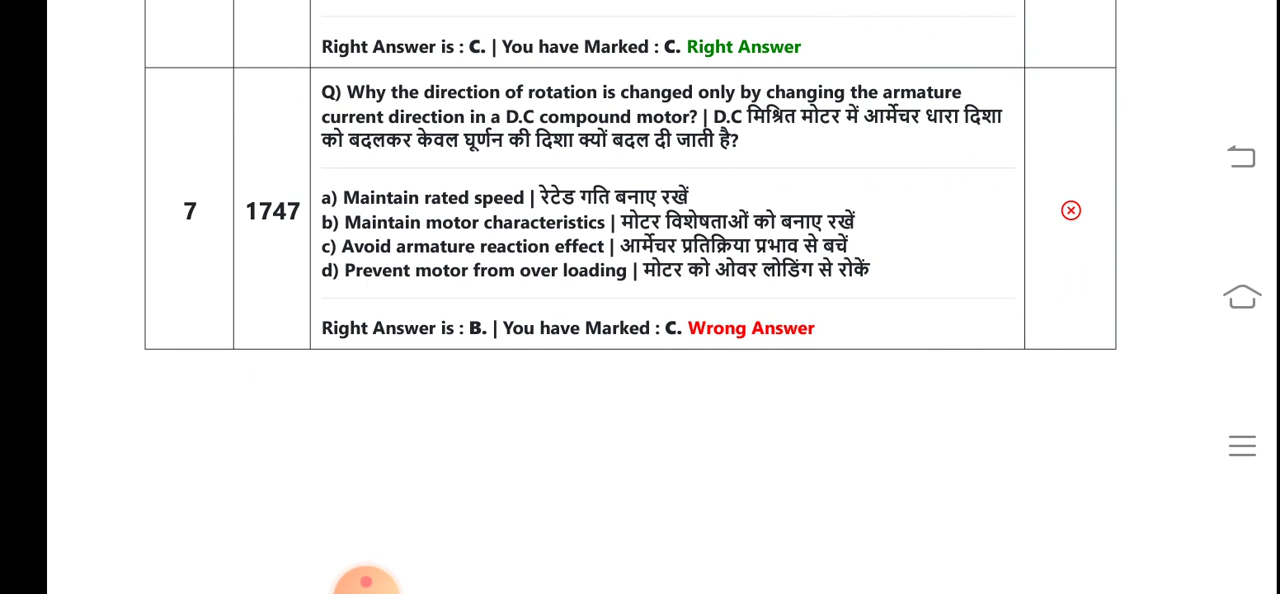 Right Answer is : C. | You have Marked : C. Right Answer
Q) Why the direction of rotation is changed only by changing the armature
current direction in a D.C compound motor? | D.C मिश्रित मोटर में आर्मेचर धारा दिशा
को बदलकर केवल घूर्णन की दिशा क्यों बदल दी जाती है?
7
1747
a) Maintain rated speed | रेटेड गति बनाए रखें
b) Maintain motor characteristics | मोटर विशेषताओं को बनाए रखें
c) Avoid armature reaction effect | आर्मेचर प्रतिक्रिया प्रभाव से बचें
d) Prevent motor from over loading | मोटर को ओवर लोडिंग से रोकें
Right Answer is : B. | You have Marked : C. Wrong Answer